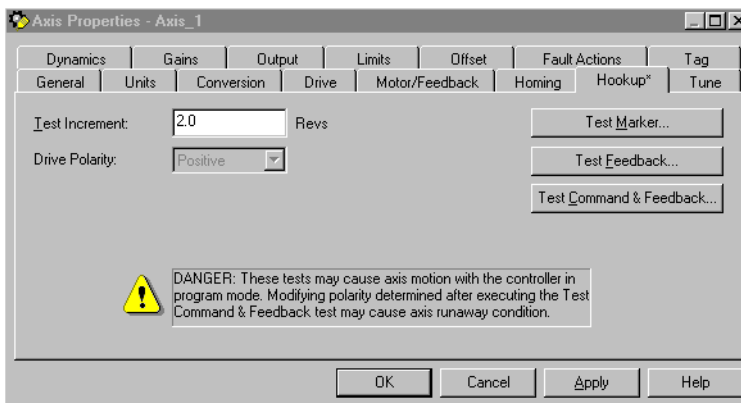 Axis Properties - Axis_1
Dynamics Gains Output Limits Offset Fault Actions Tag
General Units Conversion Drive Motor/Feedback Homing Hookup* Tune
Test Increment: 2.0 Revs
Test Marker...
Drive Polarity: Positive
Test Feedback...
Test Command & Feedback...
DANGER: These tests may cause axis motion with the controller in
program mode. Modifying polarity determined after executing the Test
Command & Feedback test may cause axis runaway condition.
OK Cancel Apply Help